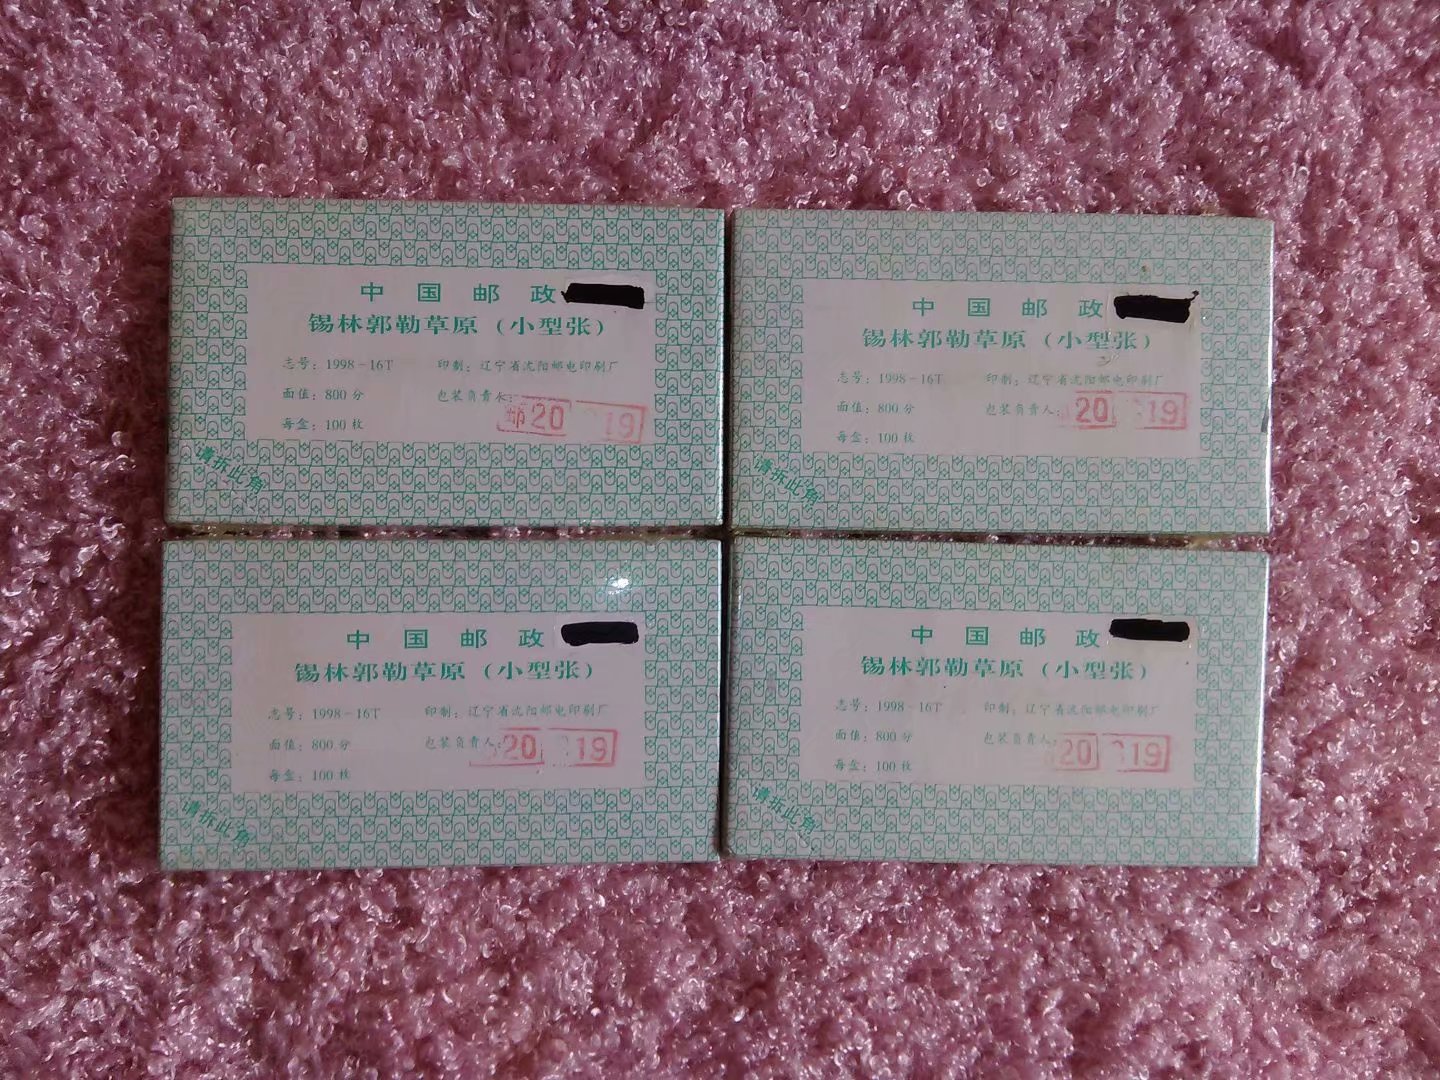 中国邮政
锡林郭勒草原（小型张）
志号：1998-16T 印制：辽宁省沈阳邮电印刷厂
面值：800分 包装负责人：
邮20 19
每盒：100枚
请拆此角
中国邮政
锡林郭勒草原（小型张）
志号：1998-16T 印制：辽宁省沈阳邮电印刷厂
面值：800分 包装负责人：20 19
每盒：100枚
请拆此角
中国邮政
锡林郭勒草原（小型张）
志号：1998-16T 印制：辽宁省沈阳邮电印刷厂
面值：800分 包装负责人：20 19
每盒：100枚
请拆此角
中国邮政
锡林郭勒草原（小型张）
志号：1998-16T 印制：辽宁省沈阳邮电印刷厂
面值：800分 包装负责人：20 19
每盒：100枚
请拆此角